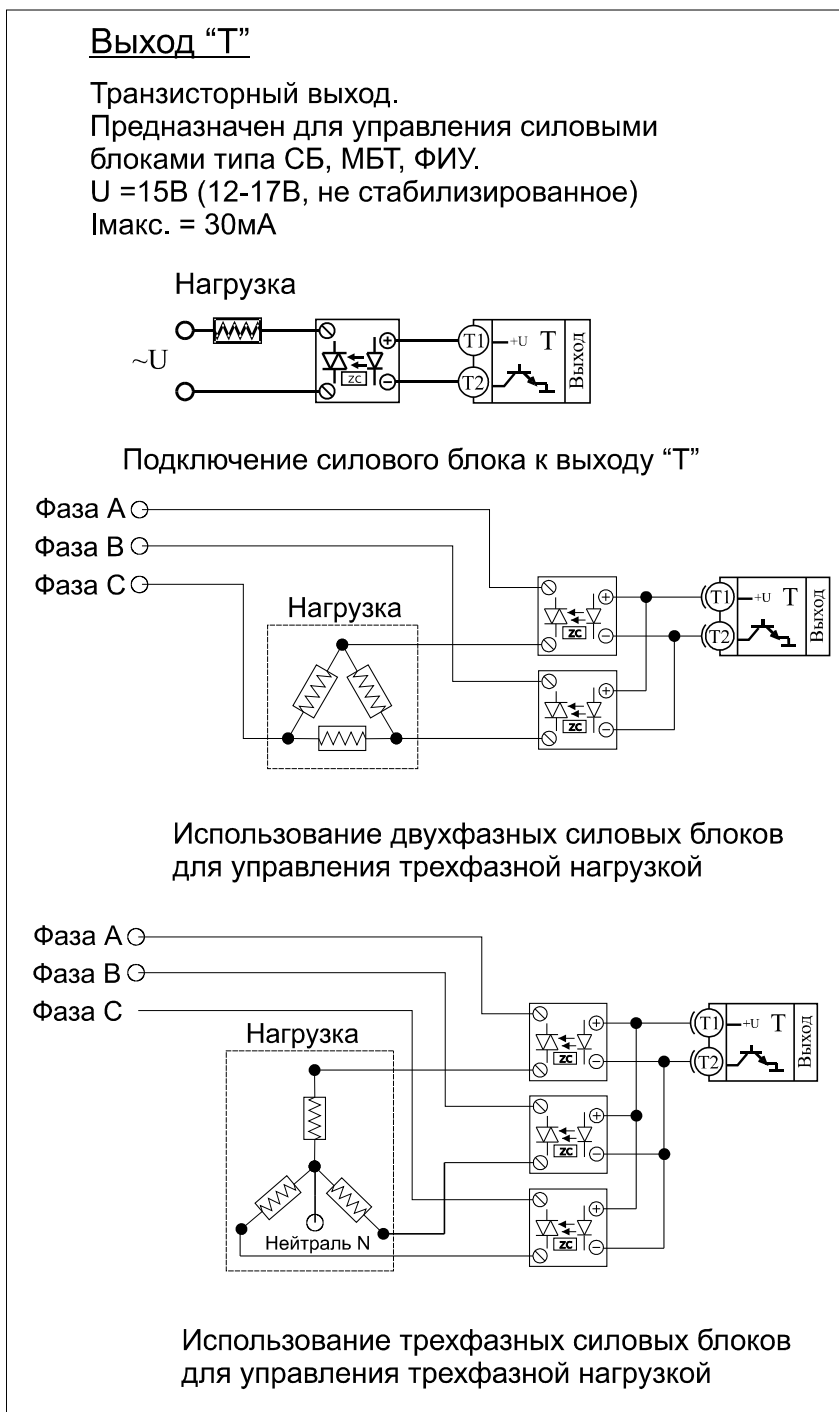 Выход “Т”
Транзисторный выход.
Предназначен для управления силовыми
блоками типа СБ, МБТ, ФИУ.
U =15В (12-17В, не стабилизированное)
Iмакс. = 30мА
Нагрузка
~U
ZC
+
−
T1
T2
+U
T
Выход
Подключение силового блока к выходу “Т”
Фаза А
Фаза В
Фаза С
Нагрузка
ZC
+
−
ZC
+
−
T1
T2
+U
T
Выход
Использование двухфазных силовых блоков
для управления трехфазной нагрузкой
Фаза А
Фаза В
Фаза С
Нагрузка
Нейтраль N
ZC
+
−
ZC
+
−
ZC
+
−
T1
T2
+U
T
Выход
Использование трехфазных силовых блоков
для управления трехфазной нагрузкой